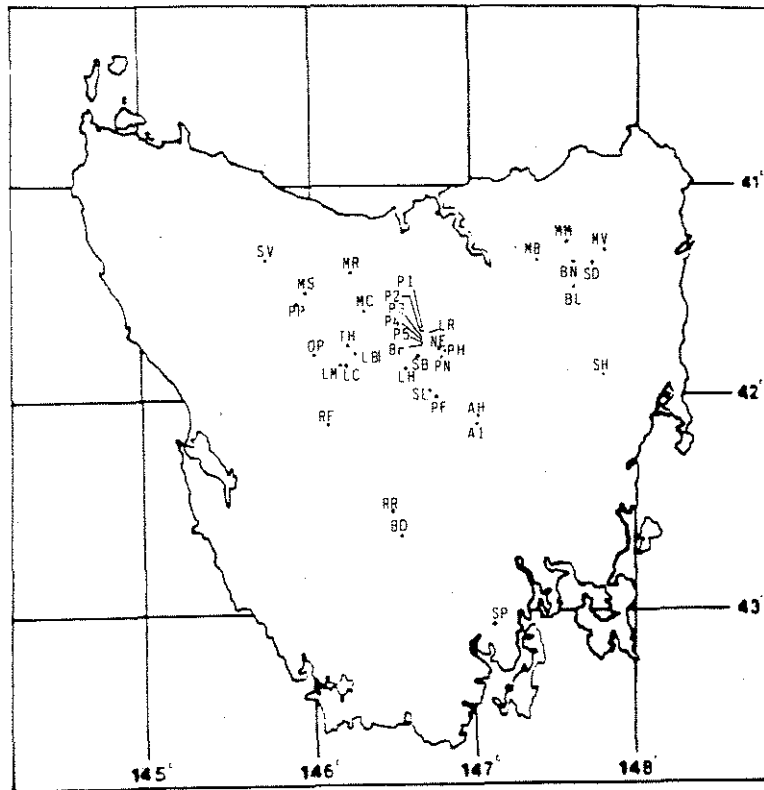 41°
MM
MV
SV
MB
MR
BN SD
P1
MS
BL
P2
PP
MC
P3
LR
P4
P5
NE
TH
Br
PH
OP
LB
SB
PN
LM LC
LH
SH
SL
PF
42°
AH
RF
A1
RR
BD
SP
43°
145° 146° 147° 148°